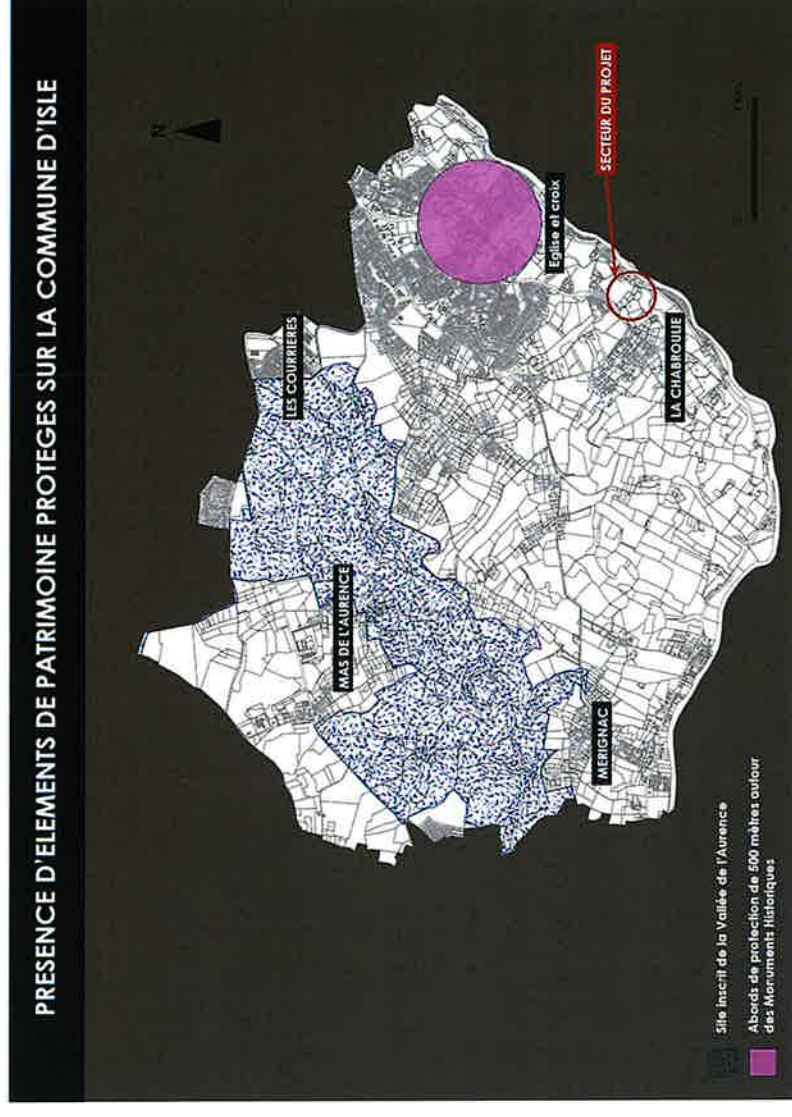 PRESENCE D'ELEMENTS DE PATRIMOINE PROTEGES SUR LA COMMUNE D'ISLE
N
LES COURRIERES
MAS DE L'AURENCE
Eglise et croix
SECTEUR DU PROJET
LA CHABROULIE
MERIGNAC
Site inscrit de la Vallée de l'Aurence
Abords de protection de 500 mètres autour
des Monuments Historiques